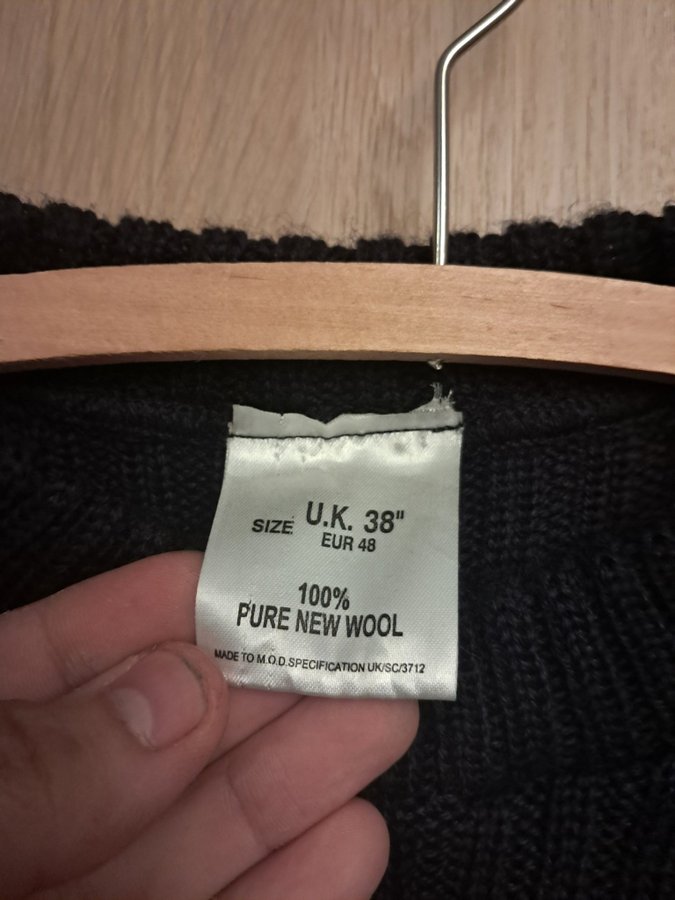 SIZE U.K. 38"
EUR 48
100%
PURE NEW WOOL
MADE TO M.O.D.SPECIFICATION UK/SC/3712